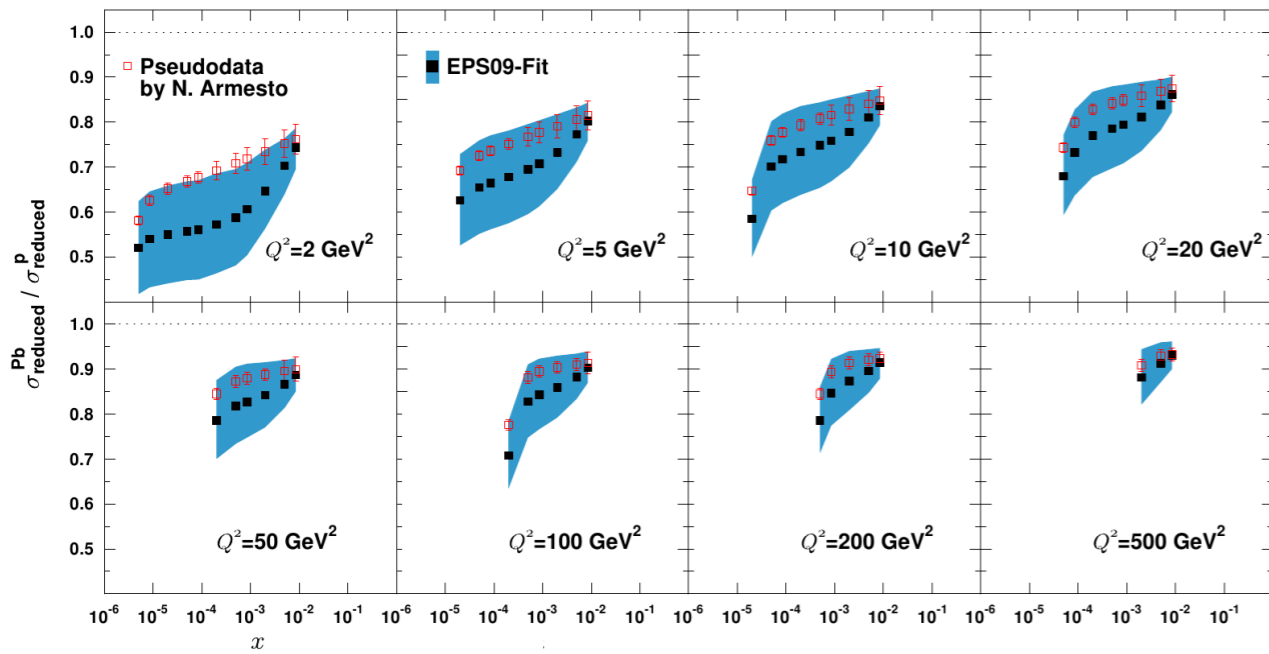 σ^Pb_reduced / σ^p_reduced
1.0
0.9
0.8
0.7
0.6
0.5
Pseudodata
by N. Armesto
EPS09-Fit
Q²=2 GeV²
Q²=5 GeV²
Q²=10 GeV²
Q²=20 GeV²
1.0
0.9
0.8
0.7
0.6
0.5
Q²=50 GeV²
Q²=100 GeV²
Q²=200 GeV²
Q²=500 GeV²
10⁻⁶ 10⁻⁵ 10⁻⁴ 10⁻³ 10⁻² 10⁻¹ 10⁻⁶ 10⁻⁵ 10⁻⁴ 10⁻³ 10⁻² 10⁻¹ 10⁻⁶ 10⁻⁵ 10⁻⁴ 10⁻³ 10⁻² 10⁻¹ 10⁻⁶ 10⁻⁵ 10⁻⁴ 10⁻³ 10⁻² 10⁻¹
x